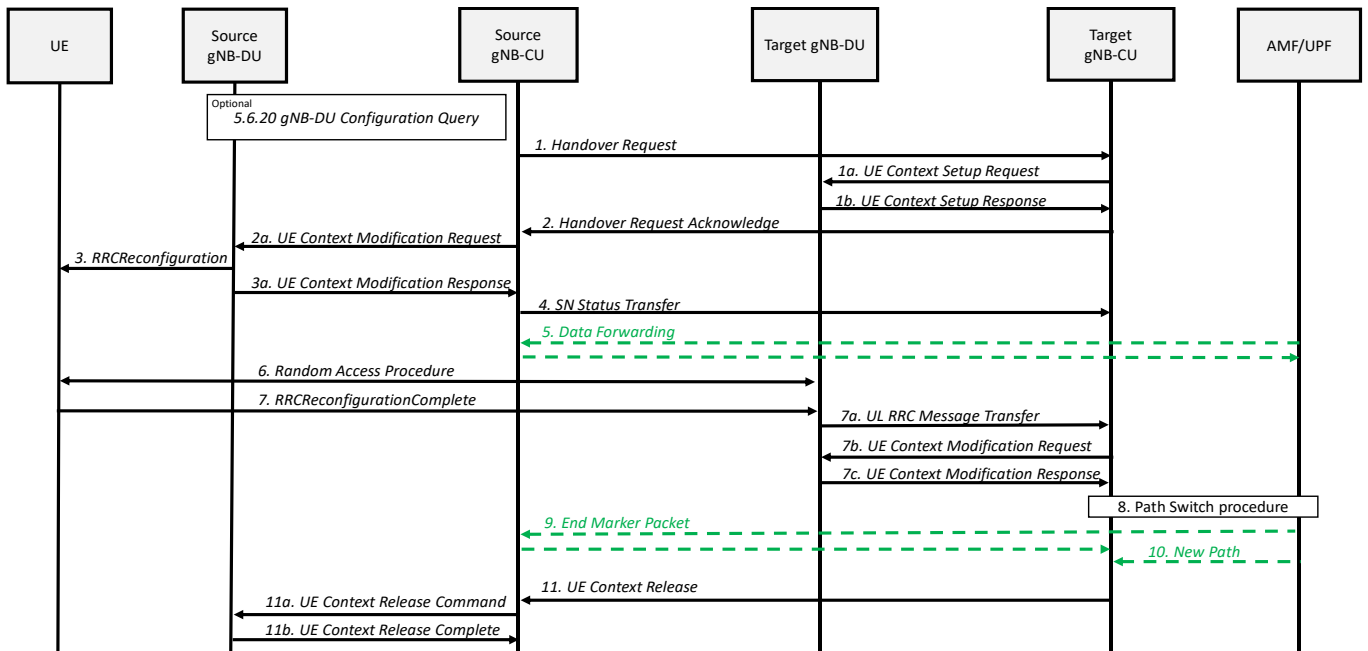 UE
Source
gNB-DU
Source
gNB-CU
Target gNB-DU
Target
gNB-CU
AMF/UPF
Optional
5.6.20 gNB-DU Configuration Query
1. Handover Request
1a. UE Context Setup Request
1b. UE Context Setup Response
2. Handover Request Acknowledge
2a. UE Context Modification Request
3. RRCReconfiguration
3a. UE Context Modification Response
4. SN Status Transfer
5. Data Forwarding
6. Random Access Procedure
7. RRCReconfigurationComplete
7a. UL RRC Message Transfer
7b. UE Context Modification Request
7c. UE Context Modification Response
8. Path Switch procedure
9. End Marker Packet
10. New Path
11. UE Context Release
11a. UE Context Release Command
11b. UE Context Release Complete